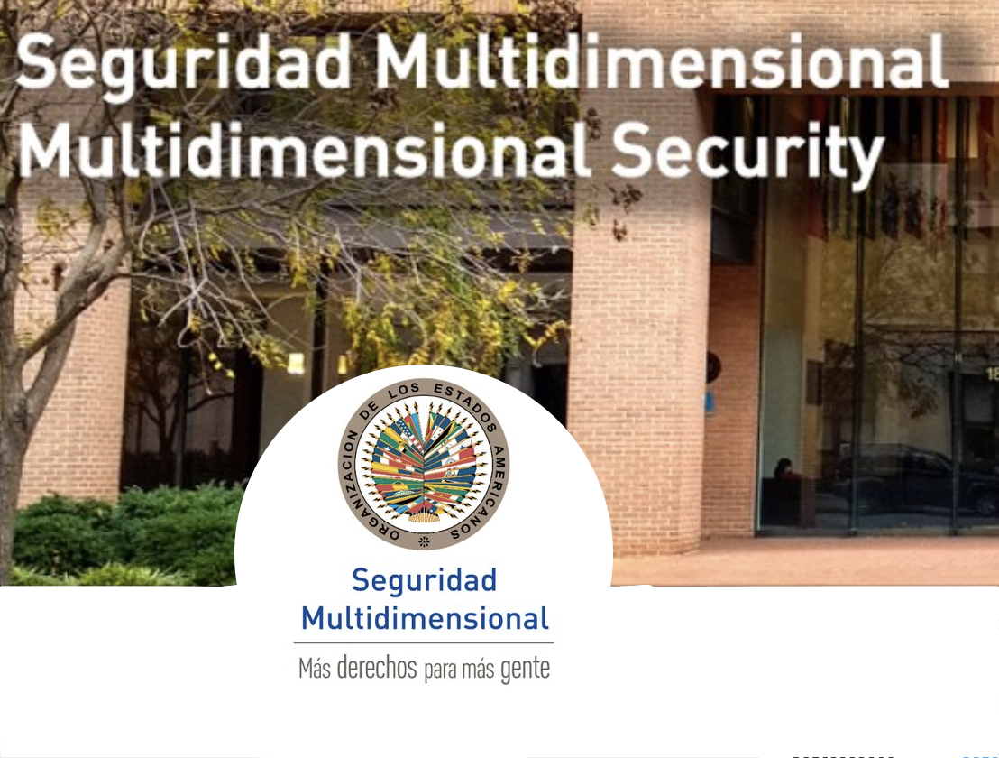 Seguridad Multidimensional
Multidimensional Security
ORGANIZACION DE LOS ESTADOS AMERICANOS
Seguridad
Multidimensional
Más derechos para más gente